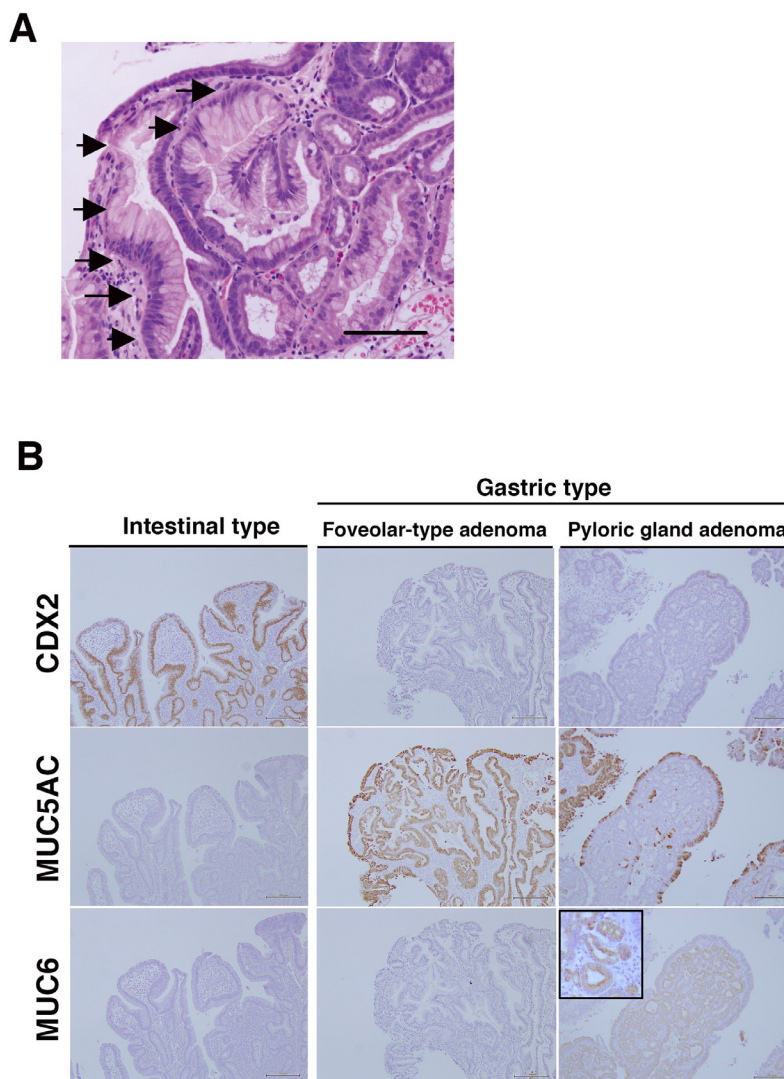 A
B
Gastric type
Intestinal type
Foveolar-type adenoma
Pyloric gland adenoma
CDX2
MUC5AC
MUC6